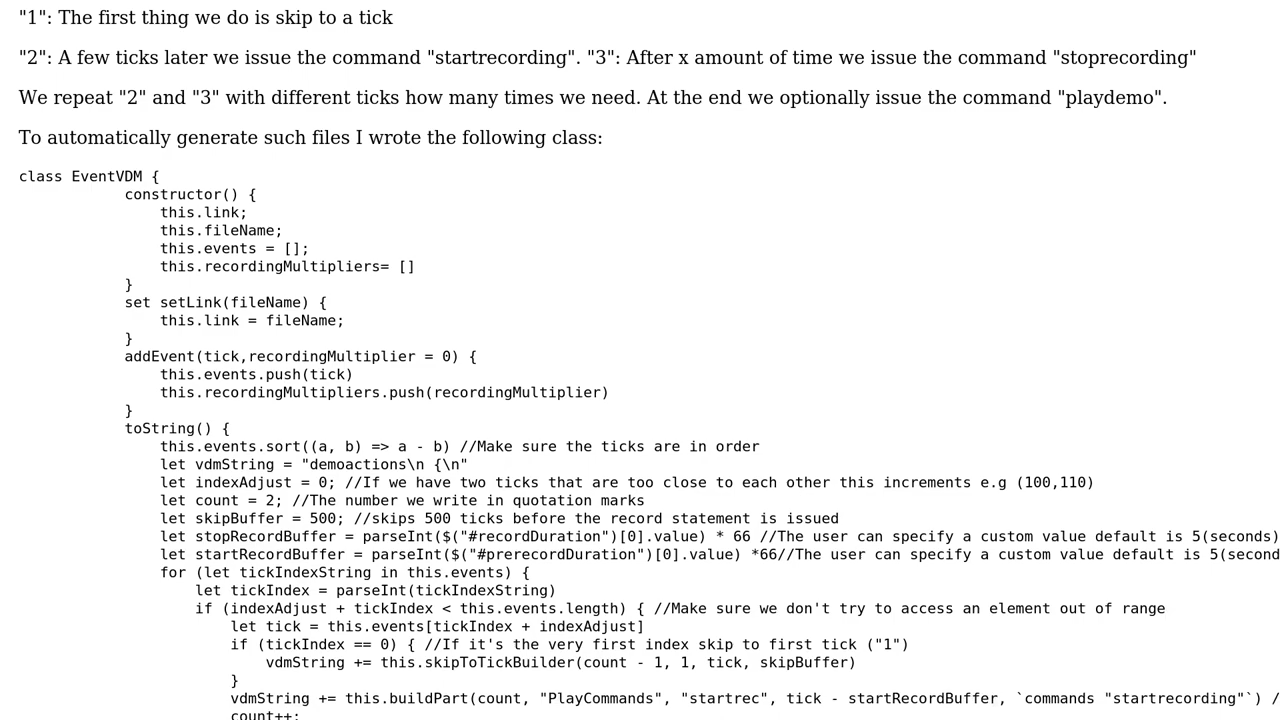 "1": The first thing we do is skip to a tick
"2": A few ticks later we issue the command "startrecording". "3": After x amount of time we issue the command "stoprecording"
We repeat "2" and "3" with different ticks how many times we need. At the end we optionally issue the command "playdemo".
To automatically generate such files I wrote the following class:
class EventVDM {
            constructor() {
                this.link;
                this.fileName;
                this.events = [];
                this.recordingMultipliers= []
            }
            set setLink(fileName) {
                this.link = fileName;
            }
            addEvent(tick,recordingMultiplier = 0) {
                this.events.push(tick)
                this.recordingMultipliers.push(recordingMultiplier)
            }
            toString() {
                this.events.sort((a, b) => a - b) //Make sure the ticks are in order
                let vdmString = "demoactions\n {\n"
                let indexAdjust = 0; //If we have two ticks that are too close to each other this increments e.g (100,110)
                let count = 2; //The number we write in quotation marks
                let skipBuffer = 500; //skips 500 ticks before the record statement is issued
                let stopRecordBuffer = parseInt($("#recordDuration")[0].value) * 66 //The user can specify a custom value default is 5(seconds)
                let startRecordBuffer = parseInt($("#prerecordDuration")[0].value) *66//The user can specify a custom value default is 5(second
                for (let tickIndexString in this.events) {
                    let tickIndex = parseInt(tickIndexString)
                    if (indexAdjust + tickIndex < this.events.length) { //Make sure we don't try to access an element out of range
                        let tick = this.events[tickIndex + indexAdjust]
                        if (tickIndex == 0) { //If it's the very first index skip to first tick ("1")
                            vdmString += this.skipToTickBuilder(count - 1, 1, tick, skipBuffer)
                        }
                        vdmString += this.buildPart(count, "PlayCommands", "startrec", tick - startRecordBuffer, `commands "startrecording"`) /
                        count++;